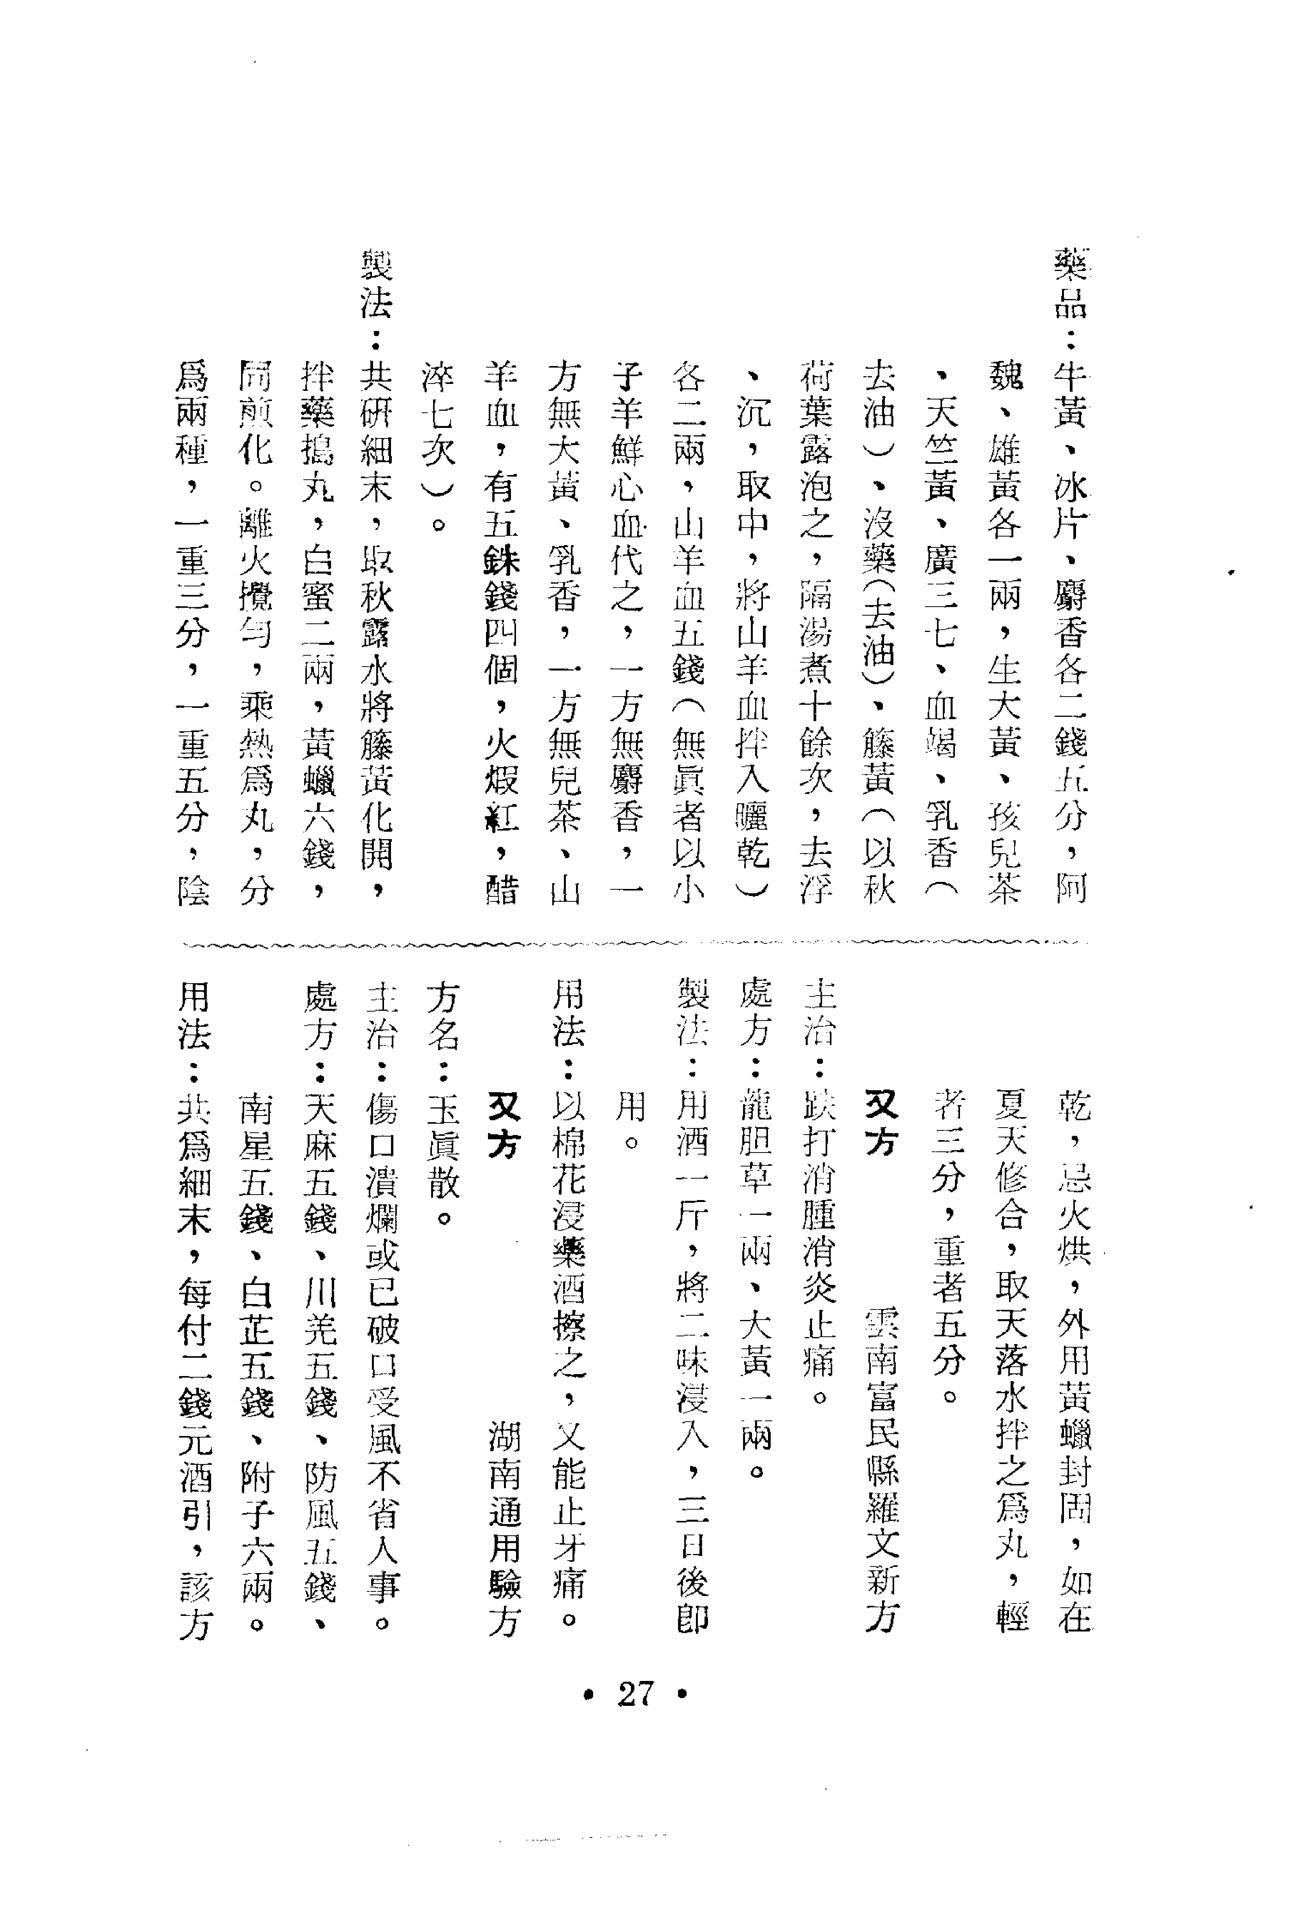 藥品：牛黃、冰片、麝香各二錢五分，阿
魏、雄黃各一兩，生大黃、孩兒茶
、天竺黃、廣三七、血竭、乳香（
去油）、沒藥（去油）、籐黃（以秋
荷葉露泡之，隔湯煮十餘次，去浮
、沉，取中，將山羊血拌入曬乾）
各二兩，山羊血五錢（無眞者以小
子羊鮮心血代之，一方無麝香，一
方無大黃、乳香，一方無兒茶、山
羊血，有五銖錢四個，火煆紅，醋
淬七次）。
製法：共研細末，取秋露水將籐黃化開，
拌藥搗丸，白蜜二兩，黃蠟六錢，
同煎化。離火攪勻，乘熱爲丸，分
爲兩種，一重三分，一重五分，陰
乾，忌火烘，外用黃蠟封固，如在
夏天修合，取天落水拌之爲丸，輕
者三分，重者五分。
又方　雲南富民縣羅文新方
主治：跌打消腫消炎止痛。
處方：龍胆草一兩、大黃一兩。
製法：用酒一斤，將二味浸入，三日後卽
用。
用法：以棉花浸藥酒擦之，又能止牙痛。
又方　湖南通用驗方
方名：玉眞散。
主治：傷口潰爛或已破口受風不省人事。
處方：天麻五錢、川羌五錢、防風五錢、
南星五錢、白芷五錢、附子六兩。
用法：共爲細末，每付二錢元酒引，該方
• 27 •